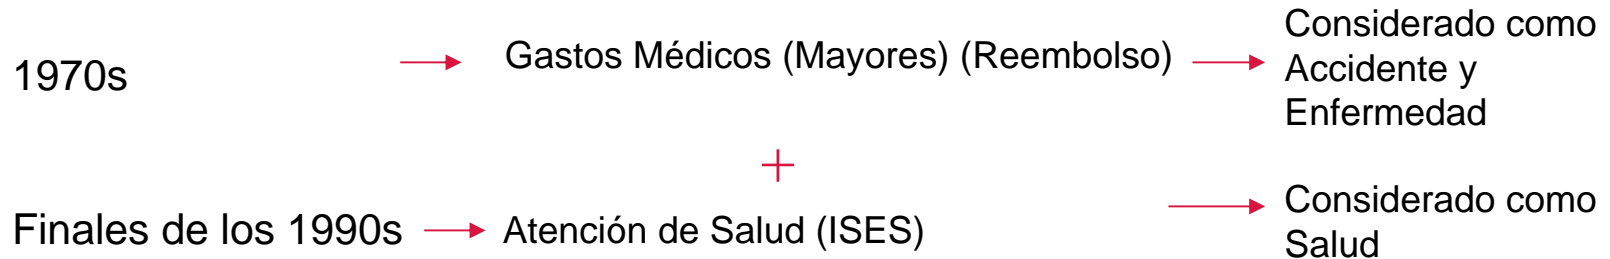 1970s
Gastos Médicos (Mayores) (Reembolso)
Considerado como
Accidente y
Enfermedad
+
Finales de los 1990s
Atención de Salud (ISES)
Considerado como
Salud